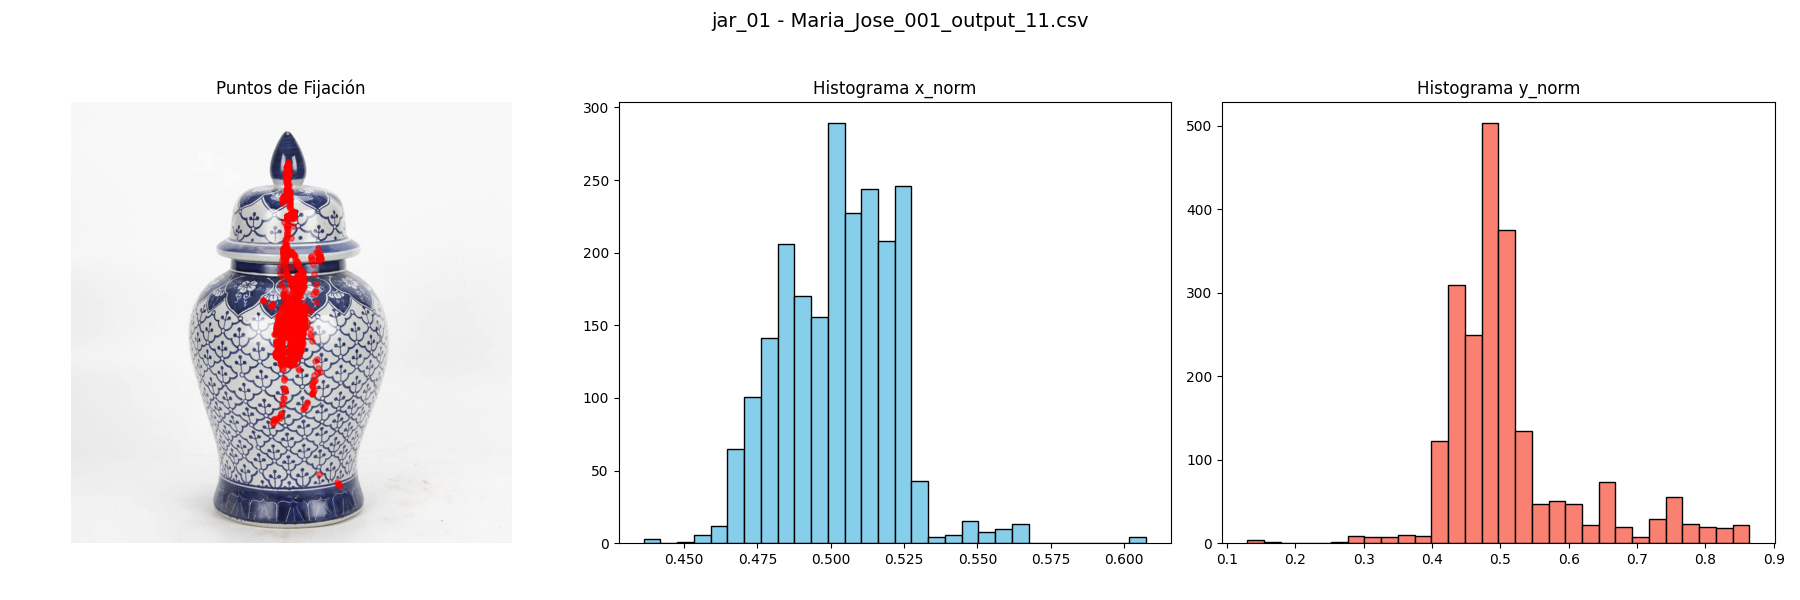 jar_01 - Maria_Jose_001_output_11.csv
Puntos de Fijación
Histograma x_norm
Histograma y_norm
300
250
200
150
100
50
0
0.450 0.475 0.500 0.525 0.550 0.575 0.600
500
400
300
200
100
0
0.1 0.2 0.3 0.4 0.5 0.6 0.7 0.8 0.9